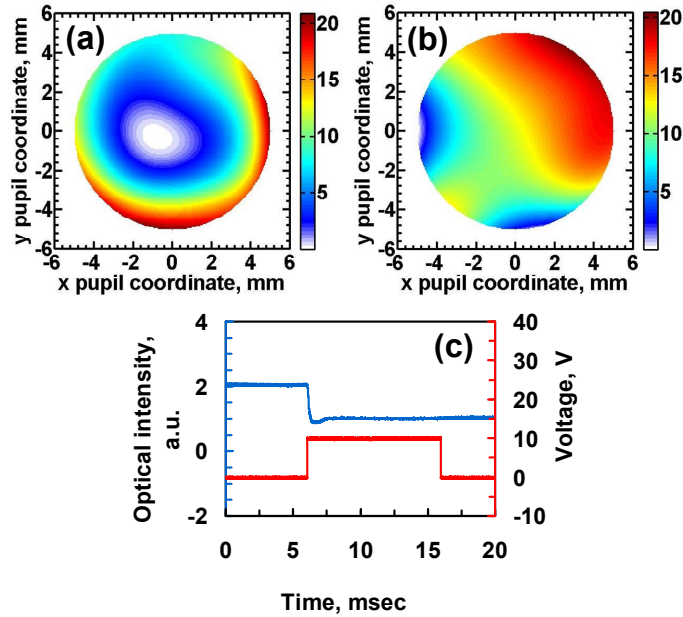 (a)
y pupil coordinate, mm
6
4
2
0
-2
-4
-6
-6 -4 -2 0 2 4 6
x pupil coordinate, mm
20
15
10
5
(b)
y pupil coordinate, mm
6
4
2
0
-2
-4
-6
-6 -4 -2 0 2 4 6
x pupil coordinate, mm
20
15
10
5
(c)
Optical intensity,
a.u.
4
2
0
-2
40
30
20
10
0
-10
Voltage, V
0 5 10 15 20
Time, msec